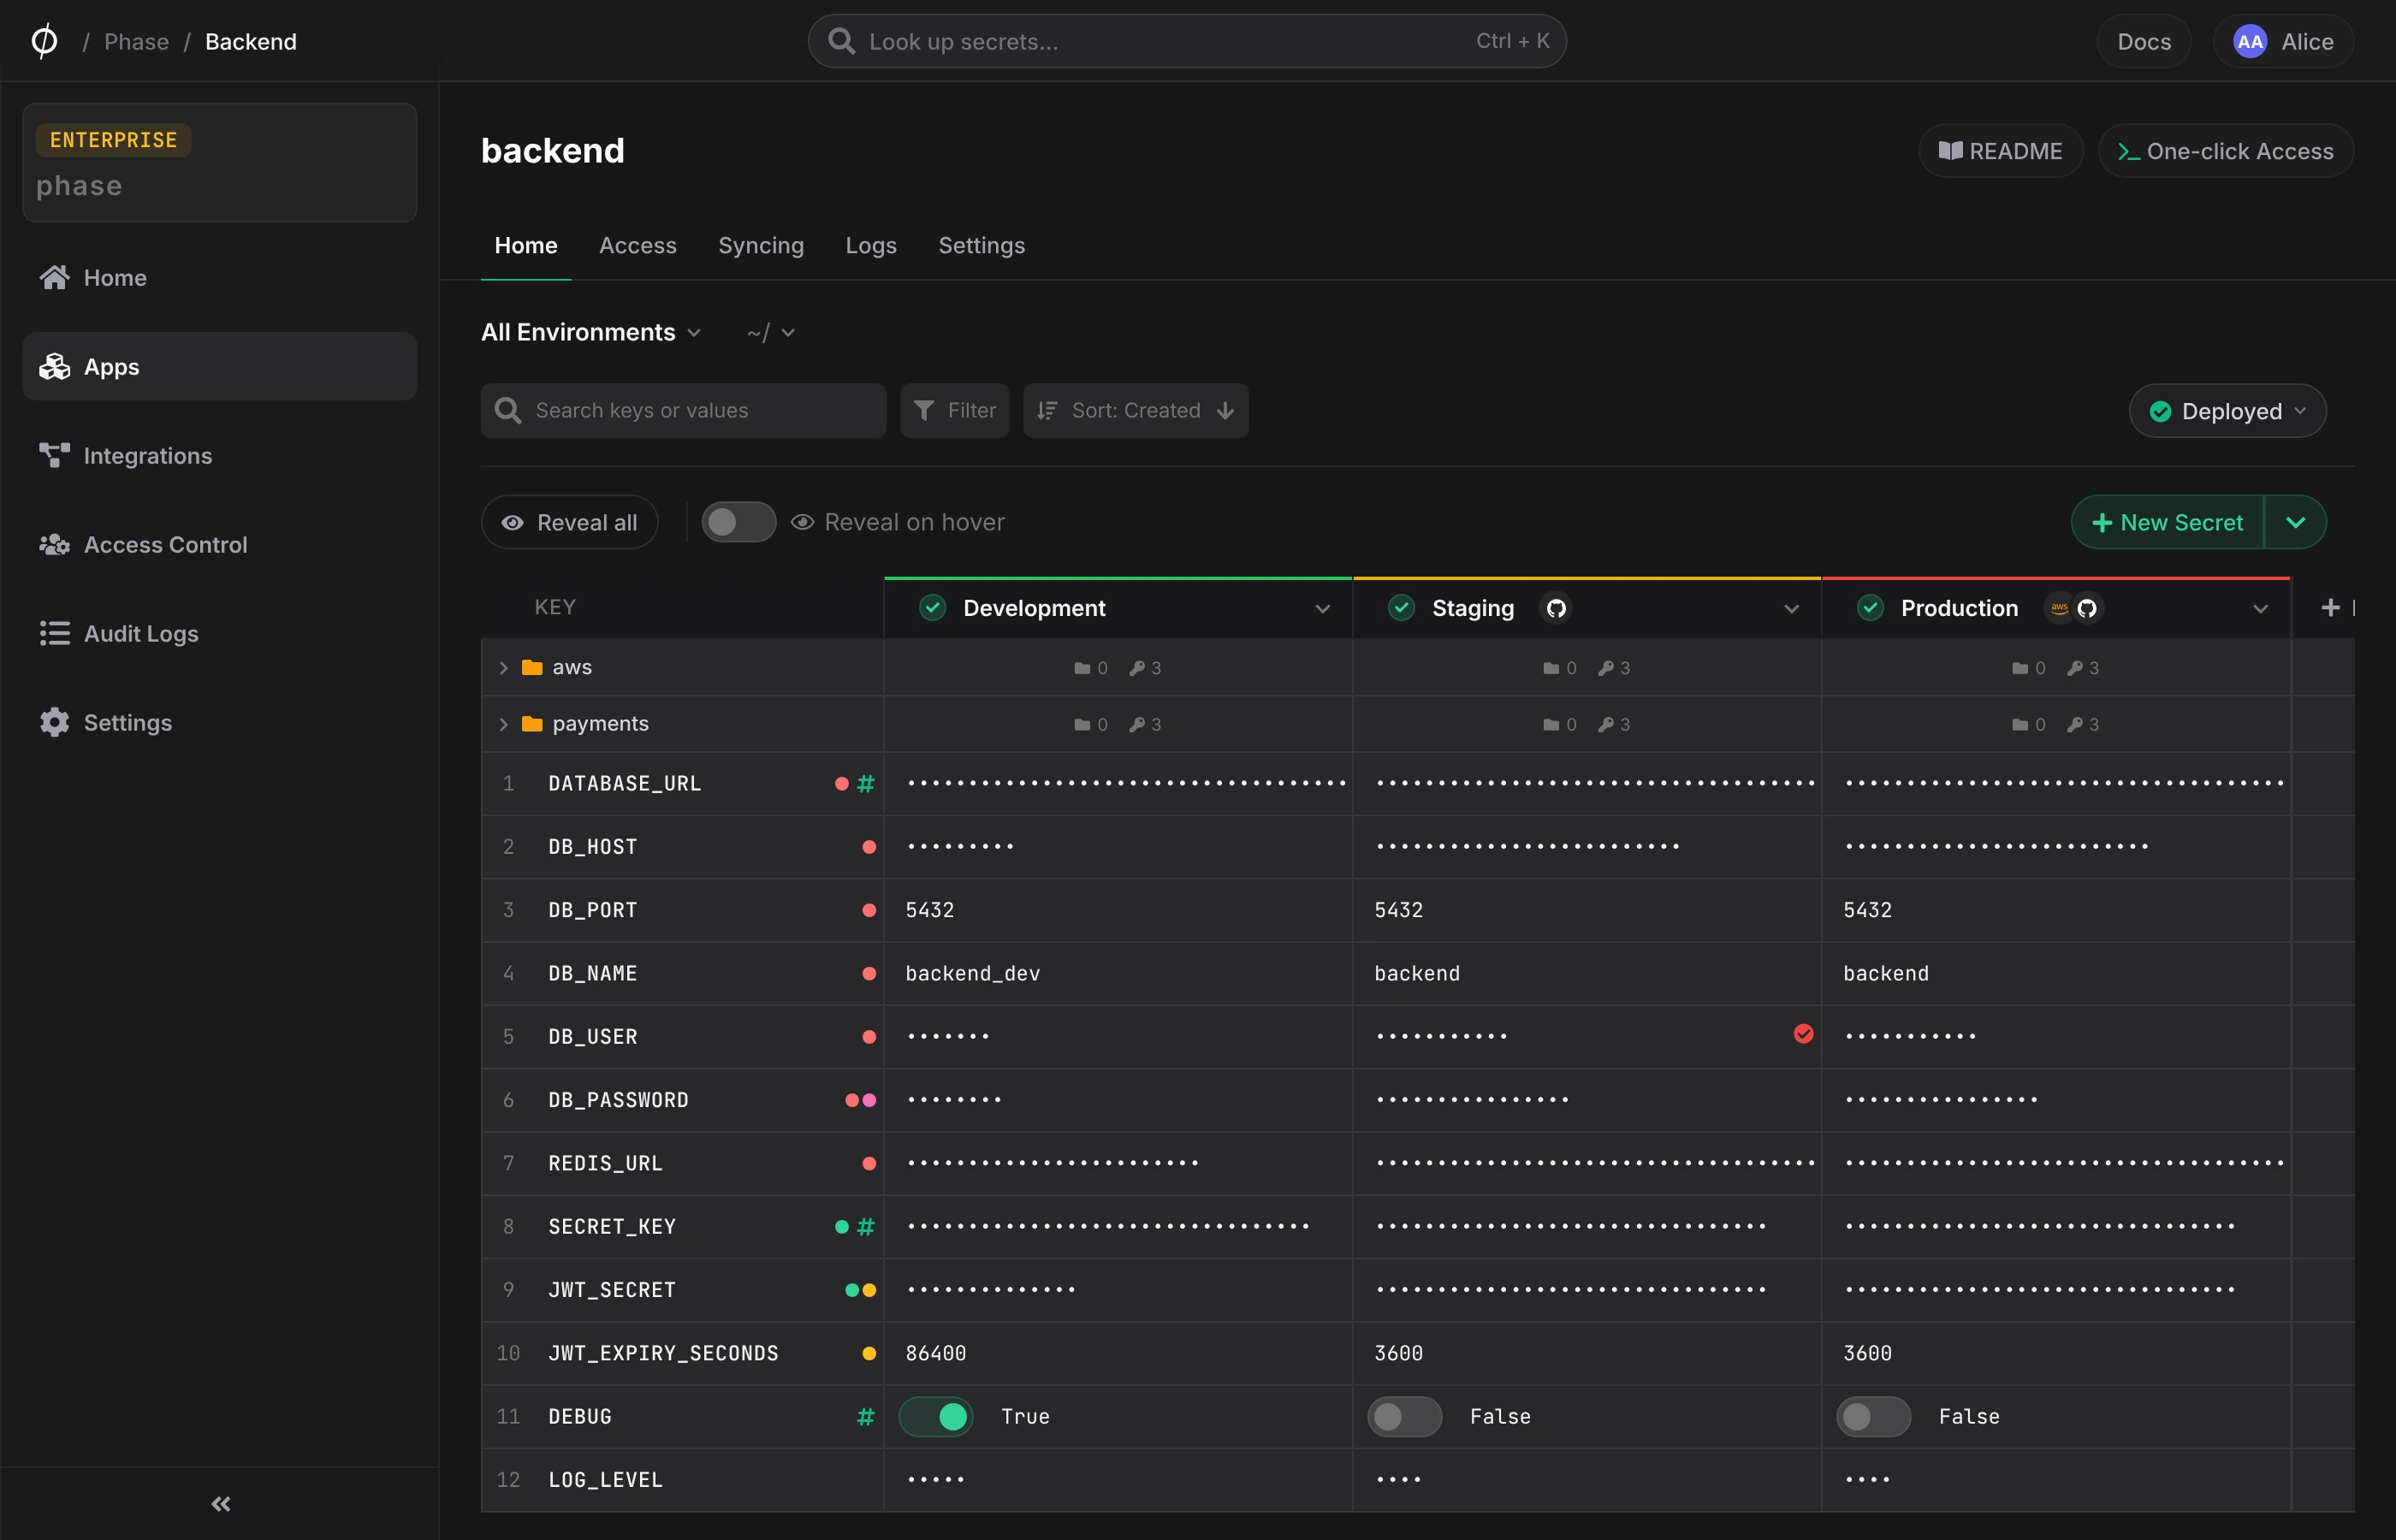 / Phase / Backend
Look up secrets... Ctrl + K
Docs
AA Alice
ENTERPRISE
phase
Home
Apps
Integrations
Access Control
Audit Logs
Settings
backend
README
One-click Access
Home Access Syncing Logs Settings
All Environments ~/
Search keys or values
Filter
Sort: Created
Deployed
Reveal all
Reveal on hover
New Secret
KEY Development Staging Production aws
aws 0 3 0 3 0 3
payments 0 3 0 3 0 3
1 DATABASE_URL # •••••••••••••••••••••••••••••••••• •••••••••••••••••••••••••••••••••• ••••••••••••••••••••••••••••••••••
2 DB_HOST ••••••••• ••••••••••••••••••••••••• •••••••••••••••••••••••••
3 DB_PORT 5432 5432 5432
4 DB_NAME backend_dev backend backend
5 DB_USER ••••••• ••••••••••• •••••••••••
6 DB_PASSWORD •••••••• •••••••••••••••• ••••••••••••••••
7 REDIS_URL •••••••••••••••••••••••• •••••••••••••••••••••••••••••••••• ••••••••••••••••••••••••••••••••••
8 SECRET_KEY # ••••••••••••••••••••••••••••••••• •••••••••••••••••••••••••••••••• ••••••••••••••••••••••••••••••••
9 JWT_SECRET •••••••••••••• •••••••••••••••••••••••••••••••• ••••••••••••••••••••••••••••••••
10 JWT_EXPIRY_SECONDS 86400 3600 3600
11 DEBUG # True False False
12 LOG_LEVEL ••••• •••• ••••